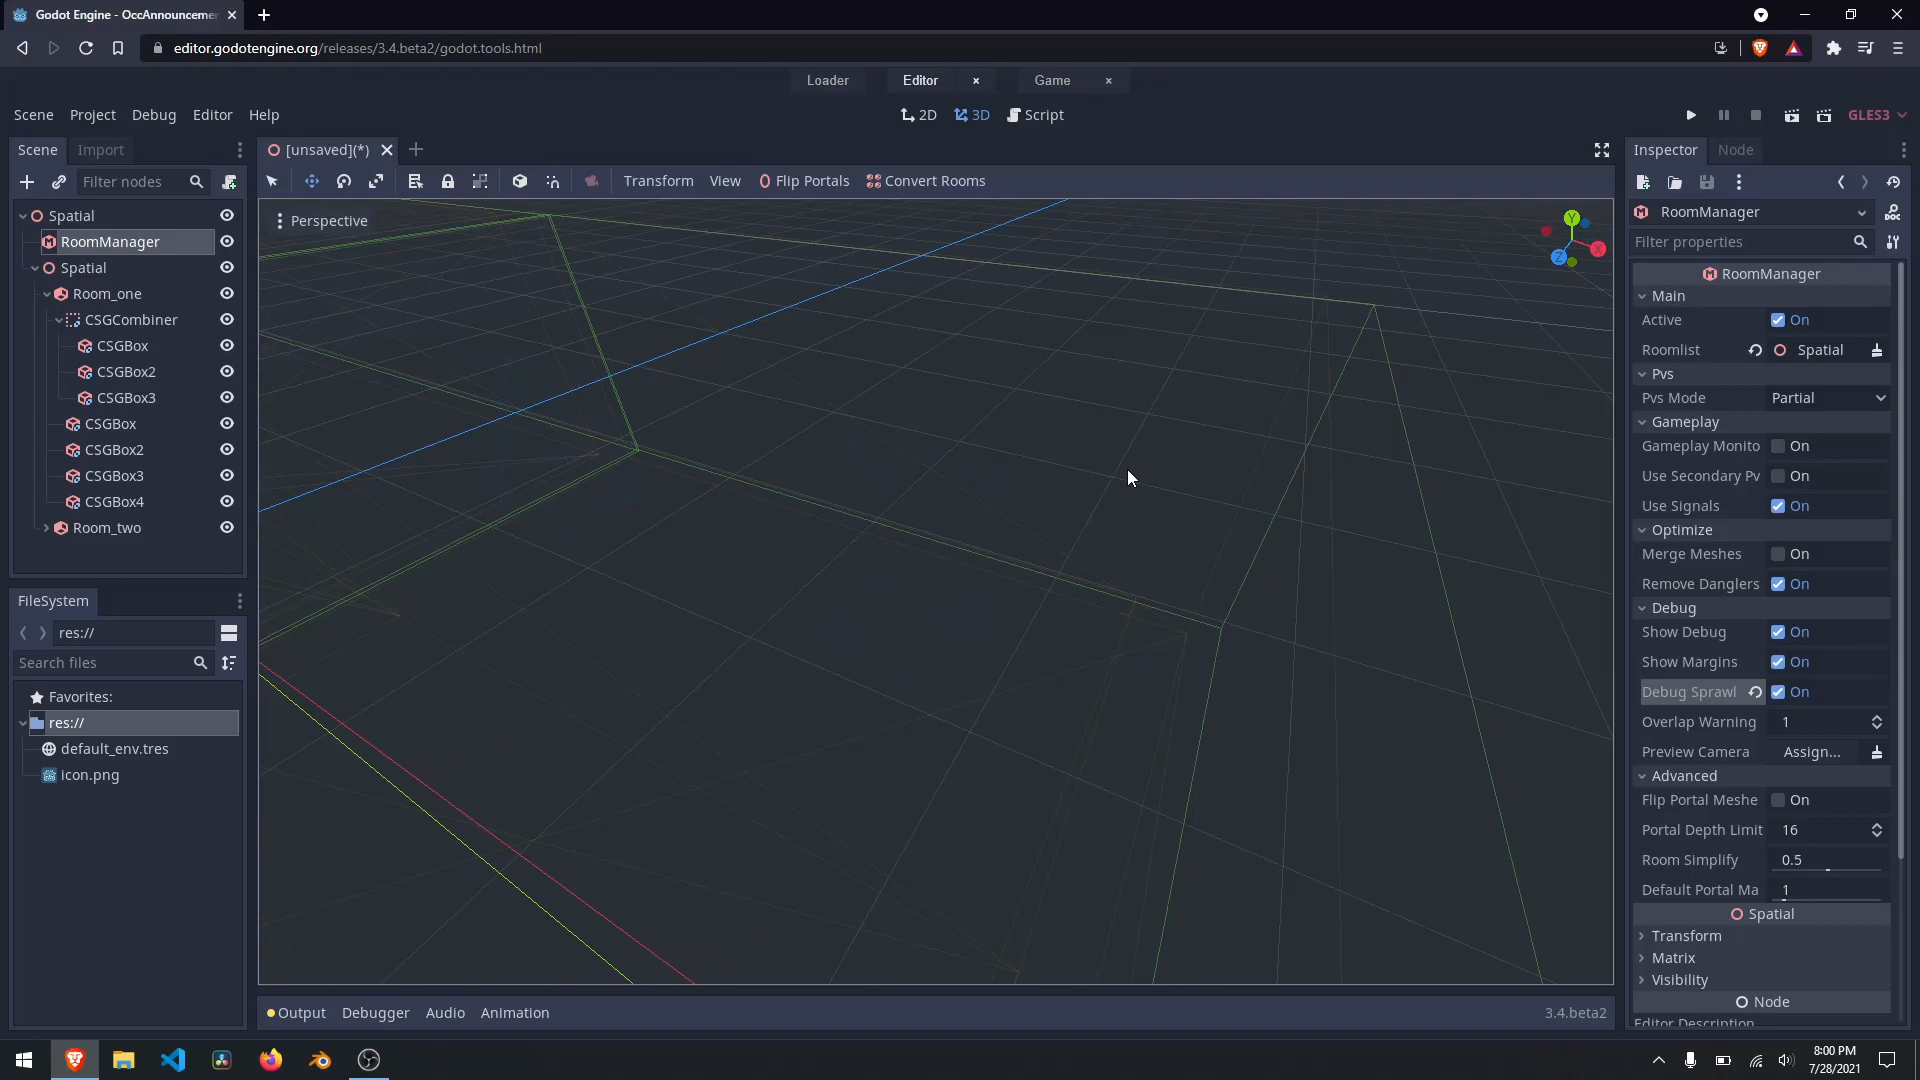 Godot Engine - OccAnnounceme
editor.godotengine.org/releases/3.4.beta2/godot.tools.html
Loader
Editor ×
Game ×
Scene Project Debug Editor Help
2D 3D Script
GLES3
Scene Import
[unsaved](*)
Inspector Node
Filter nodes
Transform View Flip Portals Convert Rooms
Spatial
RoomManager
Spatial
Room_one
CSGCombiner
CSGBox
CSGBox2
CSGBox3
CSGBox
CSGBox2
CSGBox3
CSGBox4
Room_two
FileSystem
res://
Search files
Favorites:
res://
default_env.tres
icon.png
Perspective
Y
X
Z
Output Debugger Audio Animation
3.4.beta2
RoomManager
Filter properties
RoomManager
Main
Active On
Roomlist Spatial
Pvs
Pvs Mode Partial
Gameplay
Gameplay Monito On
Use Secondary Pv On
Use Signals On
Optimize
Merge Meshes On
Remove Danglers On
Debug
Show Debug On
Show Margins On
Debug Sprawl On
Overlap Warning 1
Preview Camera Assign...
Advanced
Flip Portal Meshe On
Portal Depth Limit 16
Room Simplify 0.5
Default Portal Ma 1
Spatial
Transform
Matrix
Visibility
Node
Editor Description
8:00 PM
7/28/2021